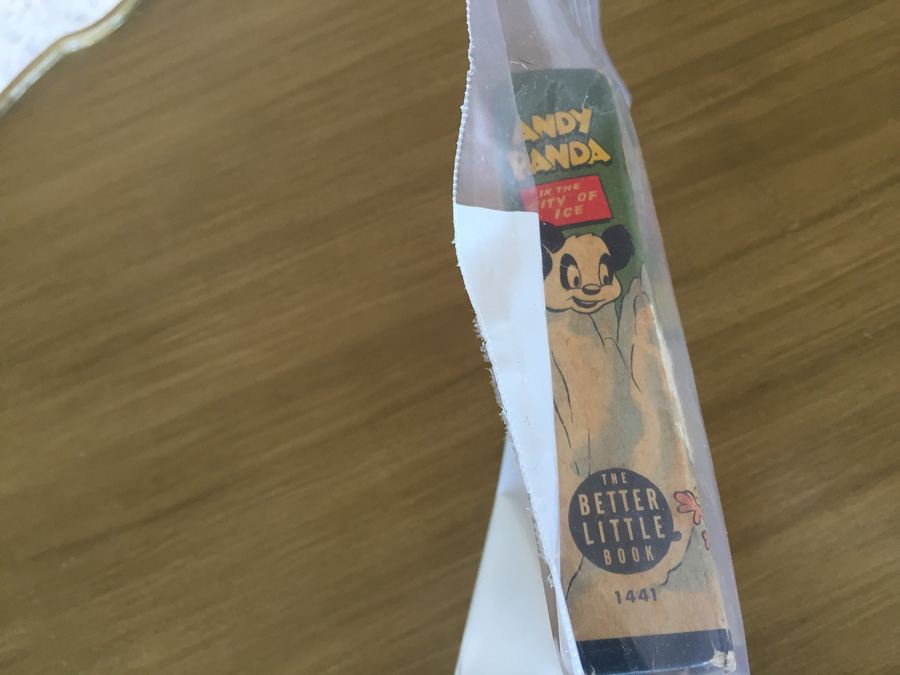 ANDY
PANDA
IN THE
CITY OF
ICE
THE
BETTER
LITTLE
BOOK
1441